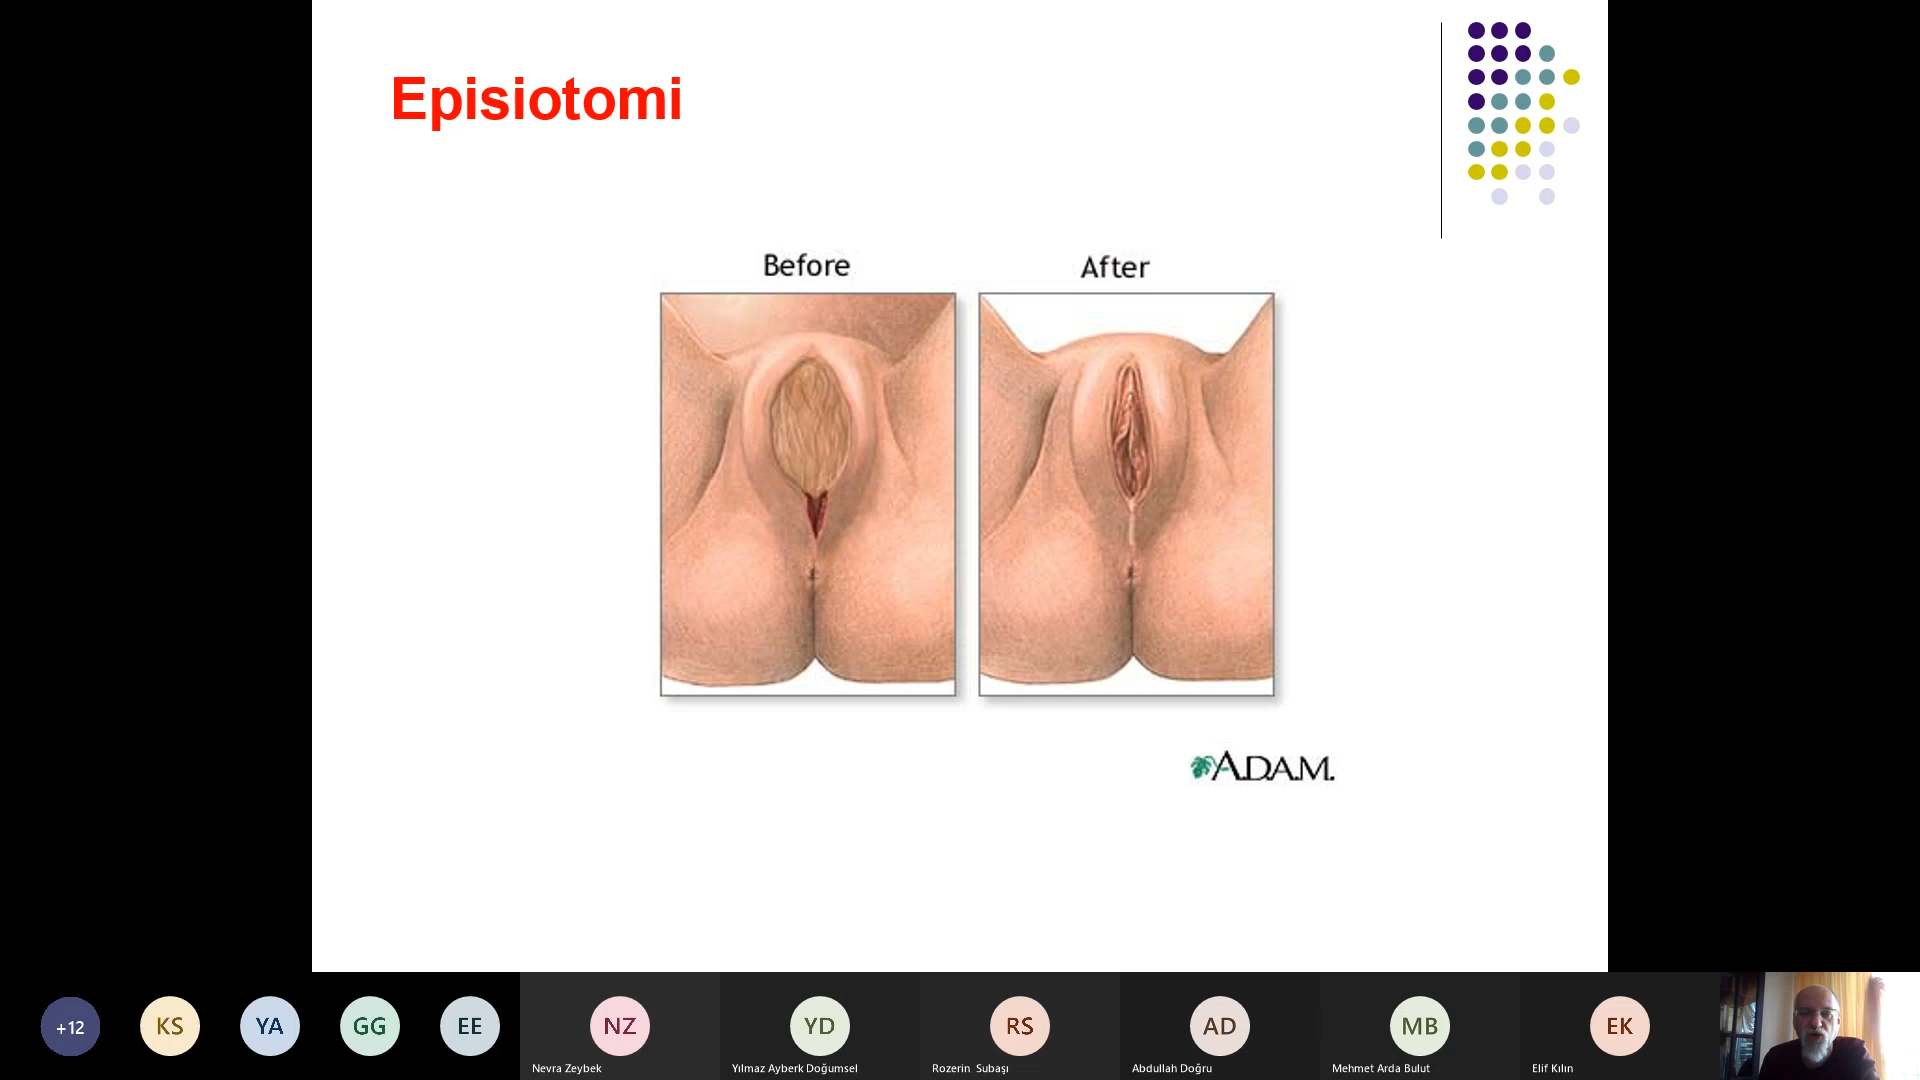 Episiotomi
Before
After
A.D.A.M.
+12
KS
YA
GG
EE
NZ
YD
RS
AD
MB
EK
Nevra Zeybek
Yılmaz Ayberk Doğumsel
Rozerin Subaşı
Abdullah Doğru
Mehmet Arda Bulut
Elif Kılın